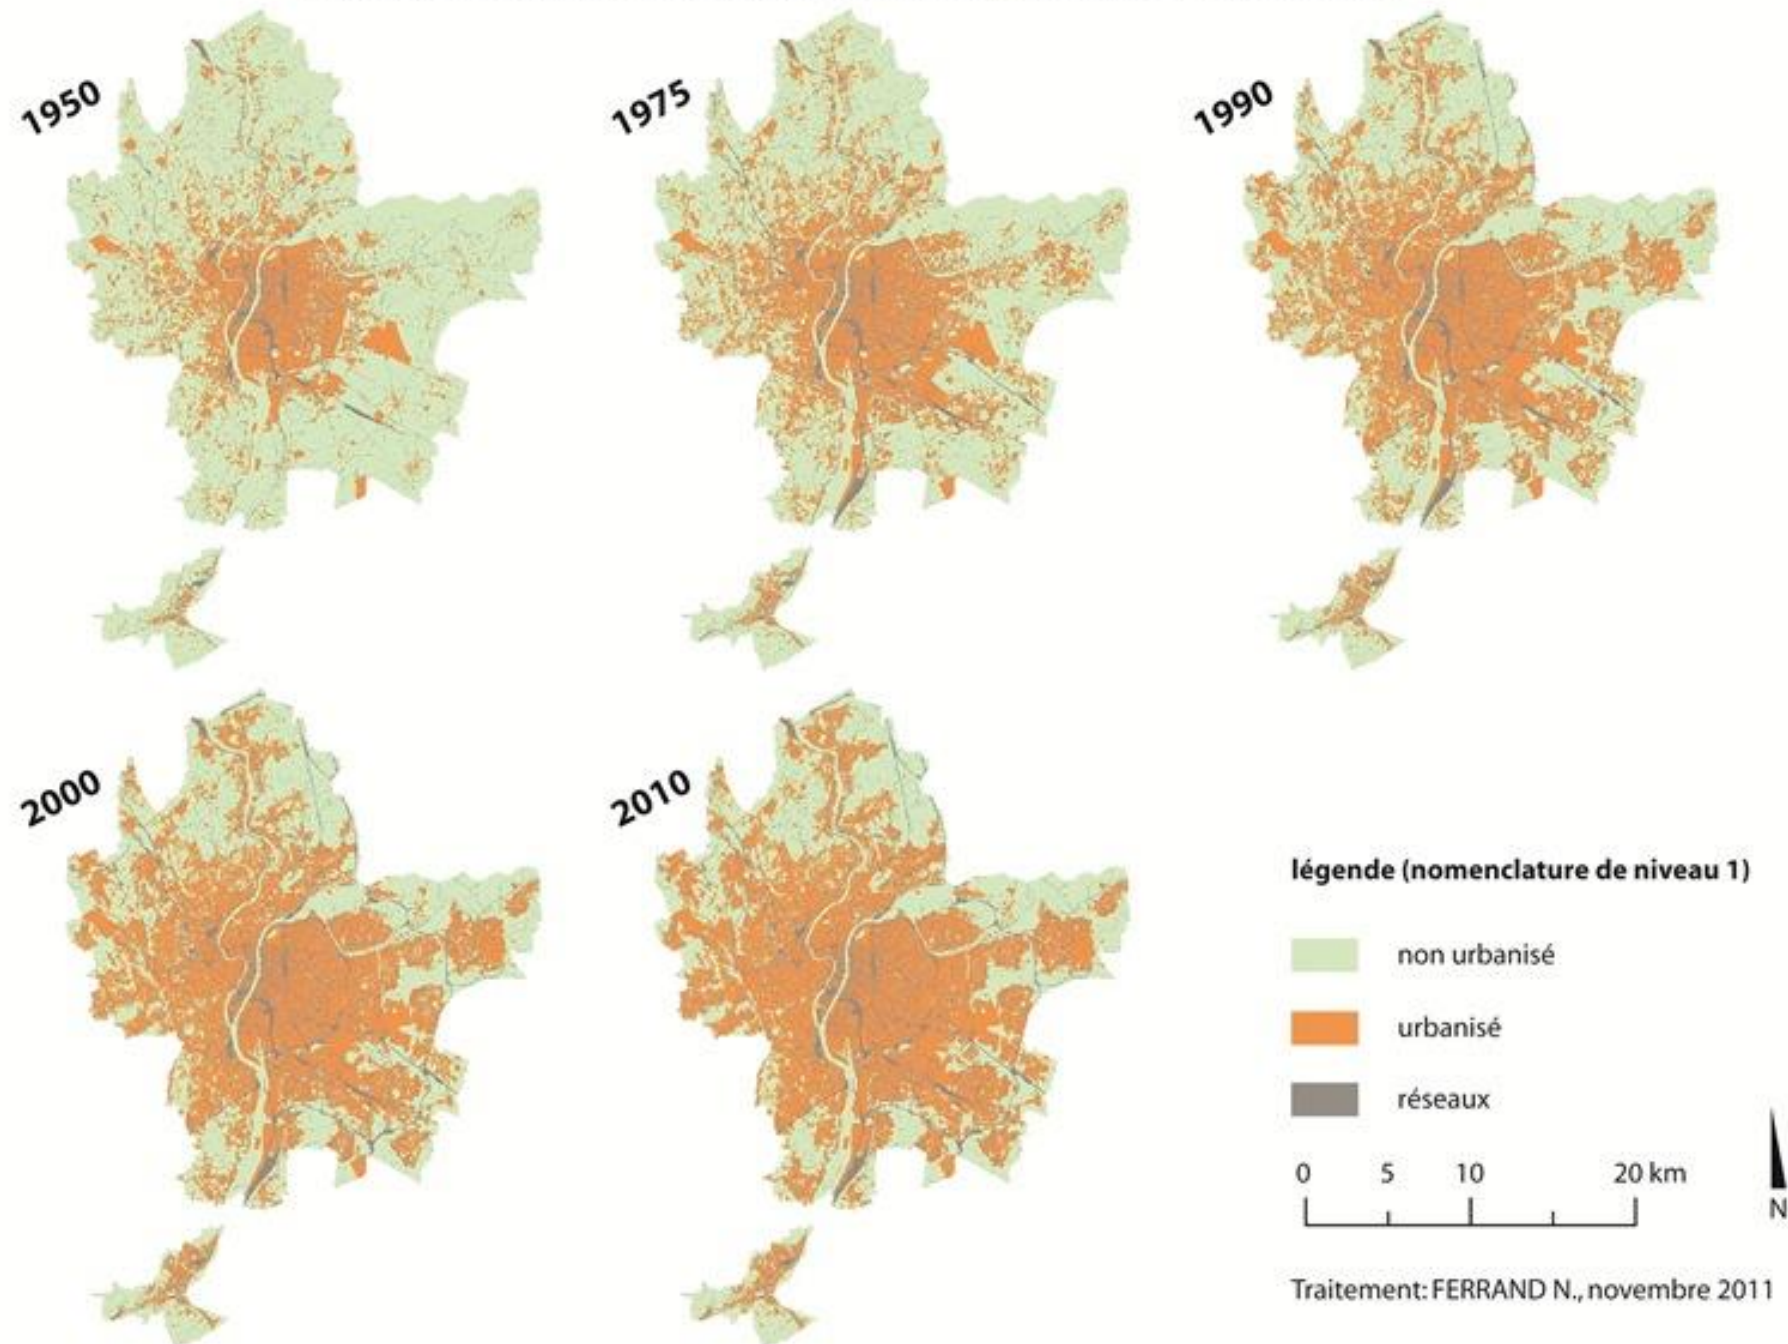 1950
1975
1990
2000
2010
légende (nomenclature de niveau 1)
non urbanisé
urbanisé
réseaux
0 5 10 20 km
N
Traitement: FERRAND N., novembre 2011